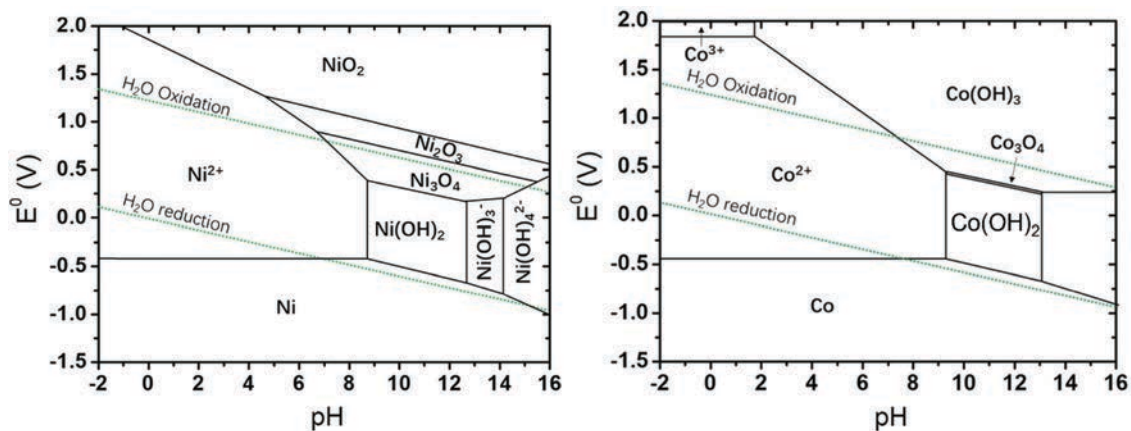 2.0
1.5
1.0
0.5
0.0
-0.5
-1.0
-1.5
E⁰ (V)
NiO₂
H₂O Oxidation
Ni₂O₃
Ni²⁺
Ni₃O₄
H₂O reduction
Ni(OH)₂
Ni(OH)₃⁻
Ni(OH)₄²⁻
Ni
-2 0 2 4 6 8 10 12 14 16
pH
2.0
1.5
1.0
0.5
0.0
-0.5
-1.0
-1.5
E⁰ (V)
Co³⁺
H₂O Oxidation
Co(OH)₃
Co₃O₄
Co²⁺
Co(OH)₂
H₂O reduction
Co
-2 0 2 4 6 8 10 12 14 16
pH